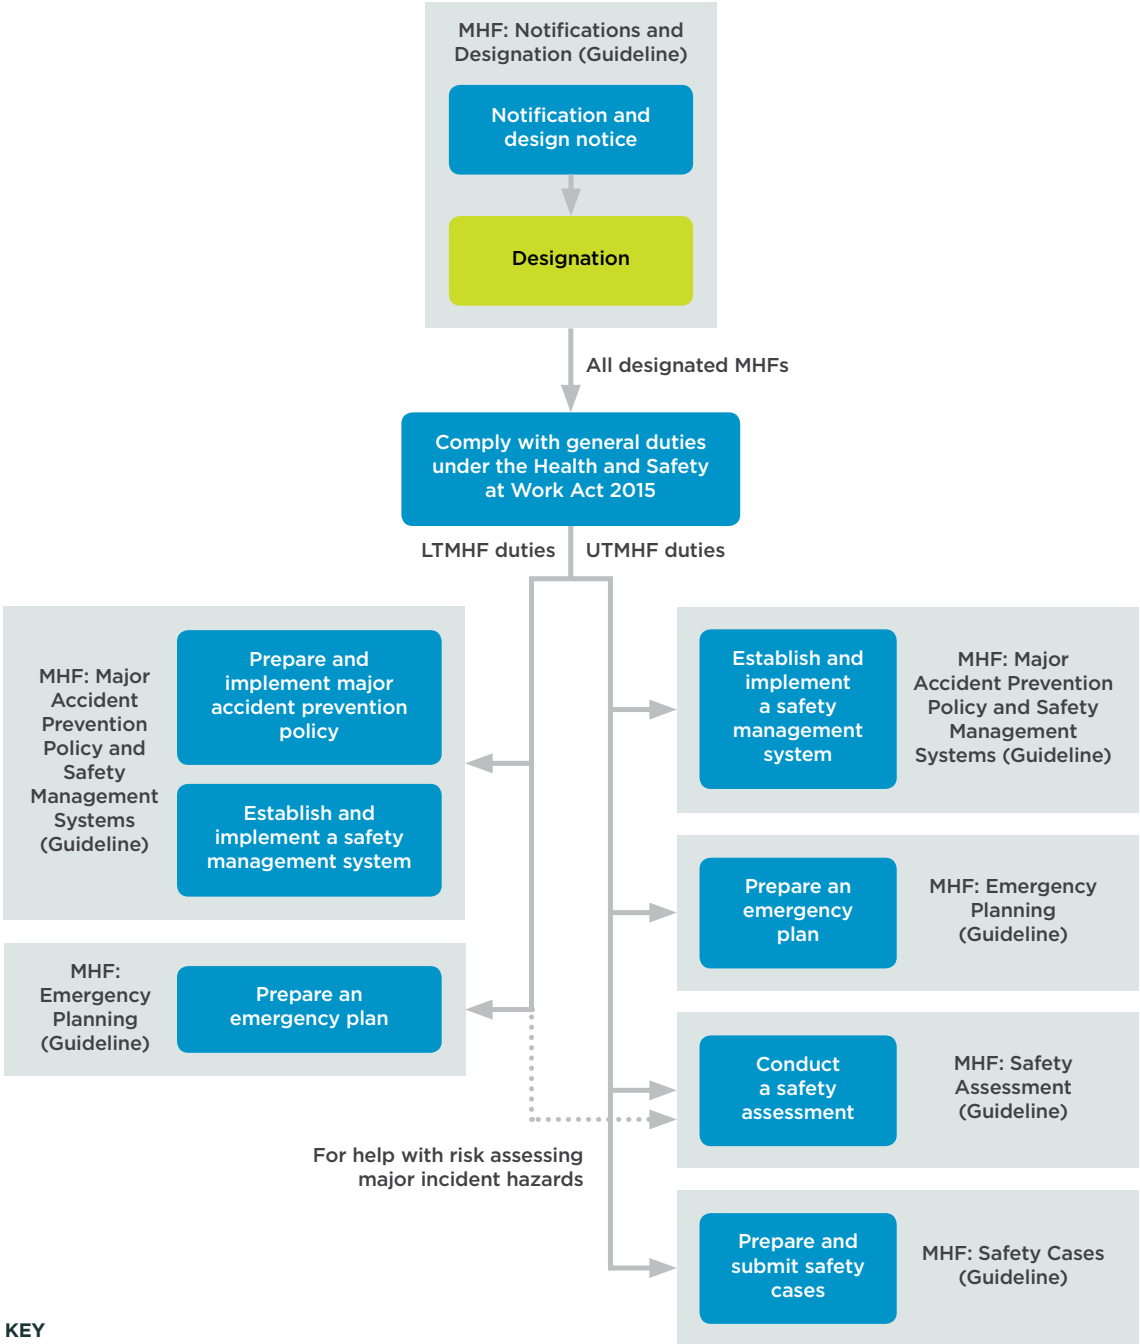 MHF: Notifications and
Designation (Guideline)
Notification and
design notice
Designation
All designated MHFs
Comply with general duties
under the Health and Safety
at Work Act 2015
LTMHF duties
UTMHF duties
MHF: Major
Accident
Prevention
Policy and
Safety
Management
Systems
(Guideline)
Prepare and
implement major
accident prevention
policy
Establish and
implement a safety
management system
MHF:
Emergency
Planning
(Guideline)
Prepare an
emergency plan
For help with risk assessing
major incident hazards
Establish and
implement
a safety
management
system
MHF: Major
Accident Prevention
Policy and Safety
Management
Systems (Guideline)
Prepare an
emergency
plan
MHF: Emergency
Planning
(Guideline)
Conduct
a safety
assessment
MHF: Safety
Assessment
(Guideline)
Prepare and
submit safety
cases
MHF: Safety Cases
(Guideline)
KEY